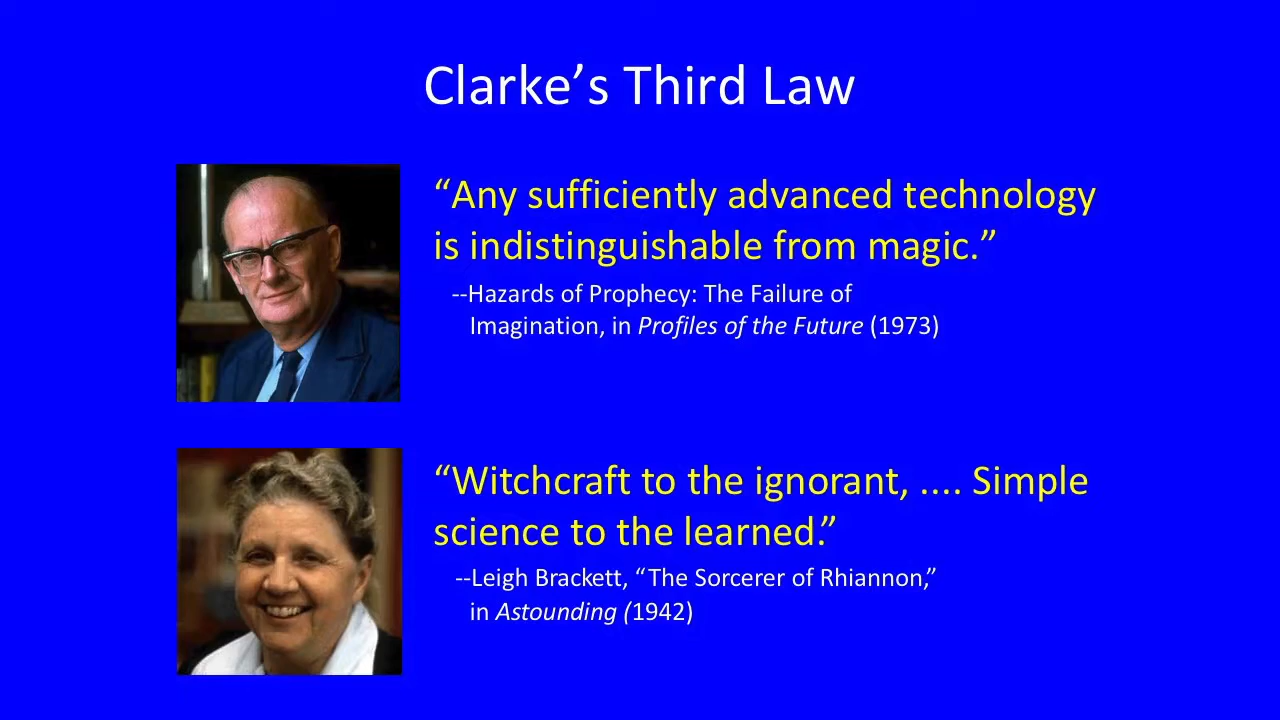 Clarke’s Third Law
“Any sufficiently advanced technology
is indistinguishable from magic.”
--Hazards of Prophecy: The Failure of
Imagination, in Profiles of the Future (1973)
“Witchcraft to the ignorant, .... Simple
science to the learned.”
--Leigh Brackett, “The Sorcerer of Rhiannon,”
in Astounding (1942)